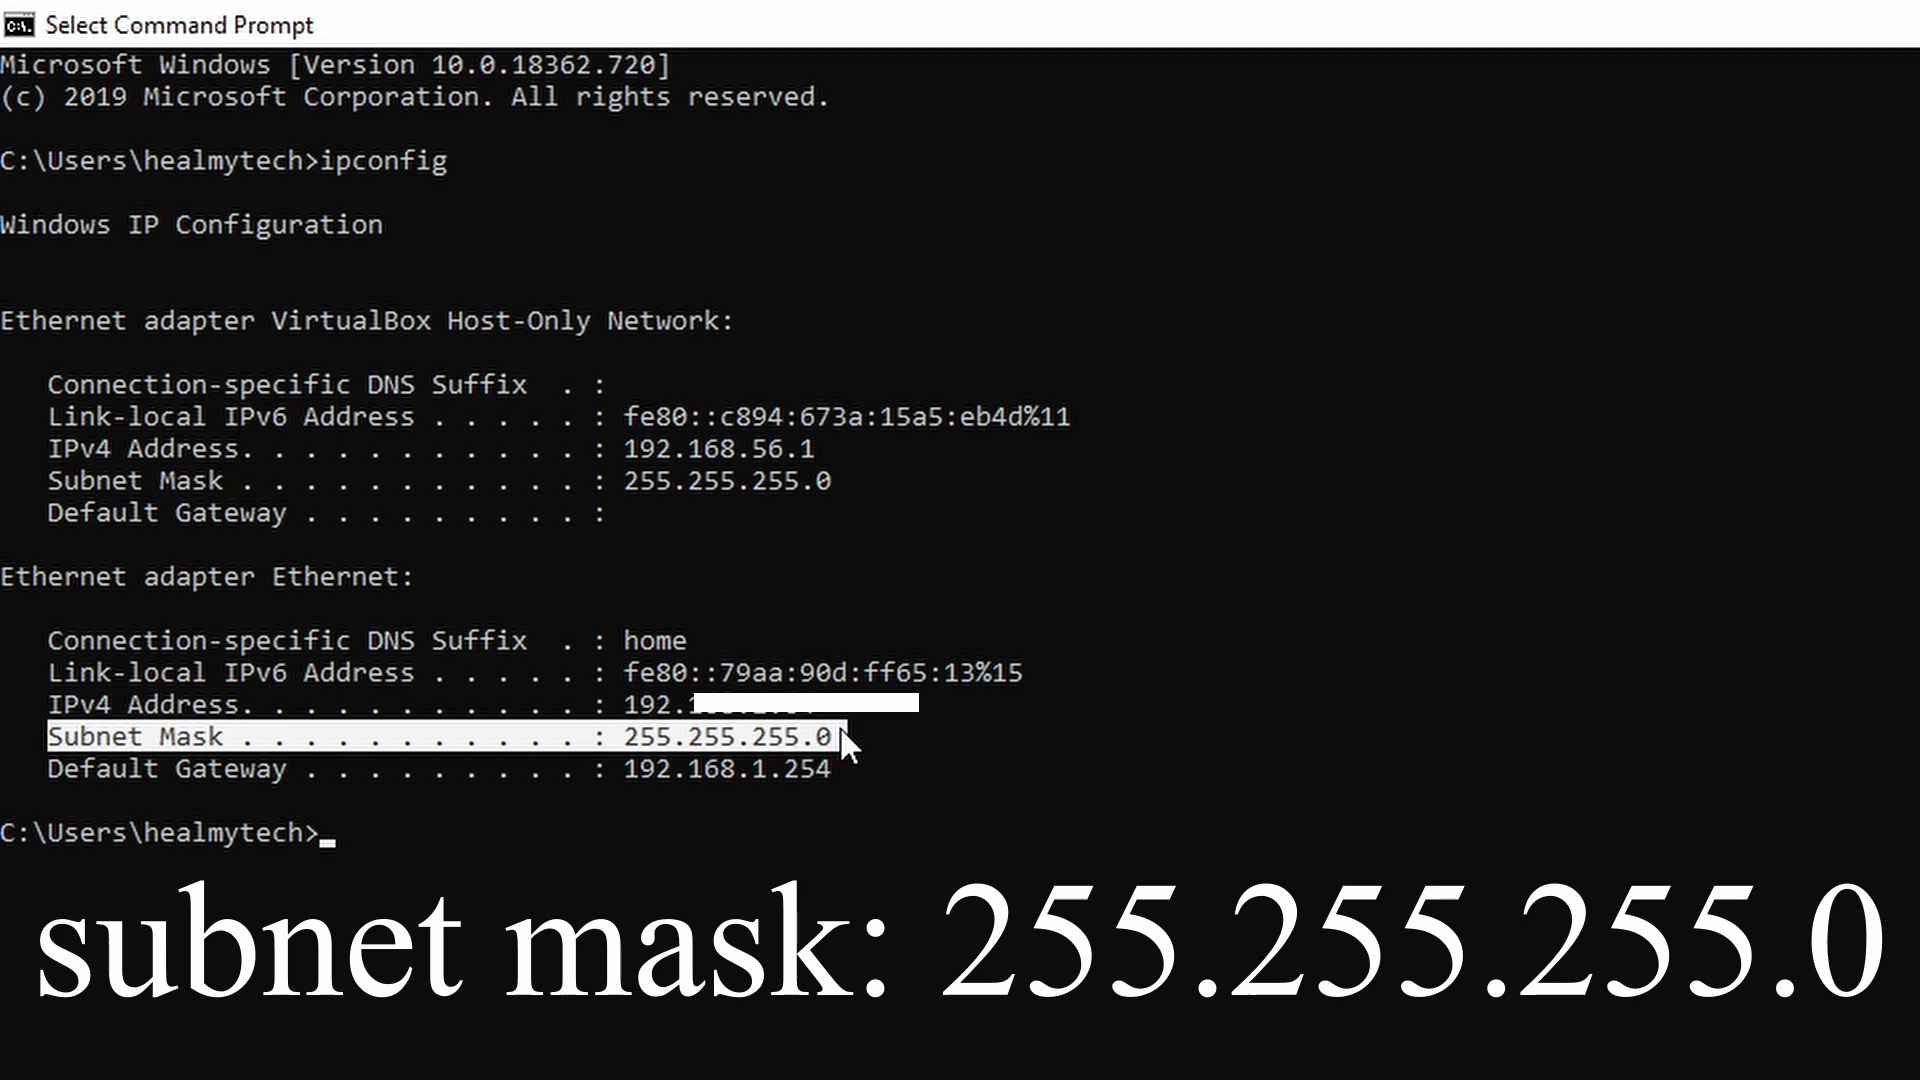 Select Command Prompt
Microsoft Windows [Version 10.0.18362.720]
(c) 2019 Microsoft Corporation. All rights reserved.
C:\Users\healmytech>ipconfig
Windows IP Configuration
Ethernet adapter VirtualBox Host-Only Network:
Connection-specific DNS Suffix  . :
Link-local IPv6 Address . . . . . : fe80::c894:673a:15a5:eb4d%11
IPv4 Address. . . . . . . . . . . : 192.168.56.1
Subnet Mask . . . . . . . . . . . : 255.255.255.0
Default Gateway . . . . . . . . . :
Ethernet adapter Ethernet:
Connection-specific DNS Suffix  . : home
Link-local IPv6 Address . . . . . : fe80::79aa:90d:ff65:13%15
IPv4 Address. . . . . . . . . . . : 192.
Subnet Mask . . . . . . . . . . . : 255.255.255.0
Default Gateway . . . . . . . . . : 192.168.1.254
C:\Users\healmytech>
subnet mask: 255.255.255.0